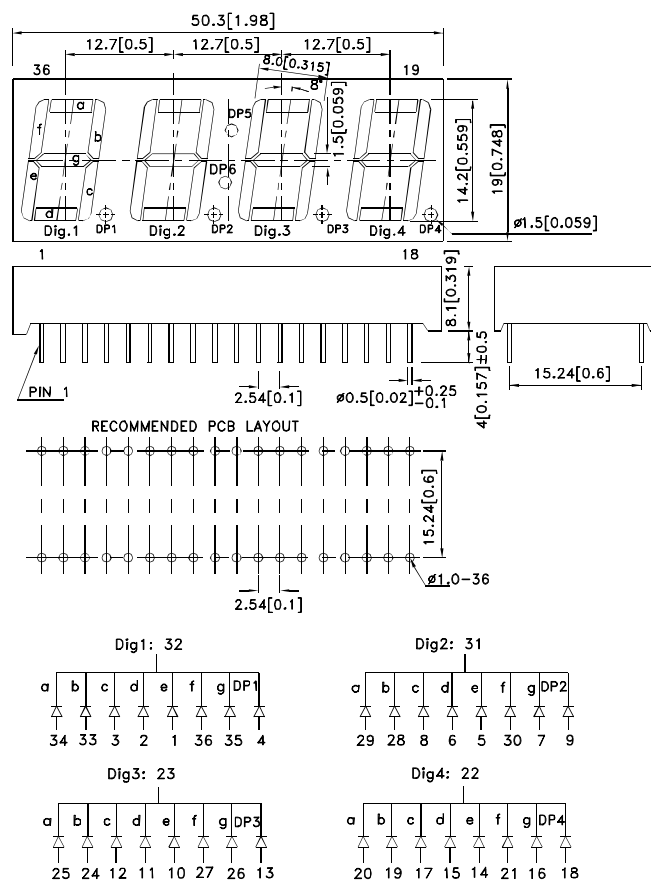 50.3[1.98]
12.7[0.5] 12.7[0.5] 12.7[0.5]
8.0[0.315]
36 19
8°
1.5[0.059]
a
f b
g
e c
d
DP5
DP6
14.2[0.559]
19[0.748]
Dig.1 DP1 Dig.2 DP2 Dig.3 DP3 Dig.4 DP4
ø1.5[0.059]
1 18
8.1[0.319]
4[0.157]±0.5
PIN 1
2.54[0.1]
ø0.5[0.02]+0.25-0.1
15.24[0.6]
RECOMMENDED PCB LAYOUT
15.24[0.6]
ø1.0-36
2.54[0.1]
Dig1: 32
a b c d e f g DP1
34 33 3 2 1 36 35 4
Dig2: 31
a b c d e f g DP2
29 28 8 6 5 30 7 9
Dig3: 23
a b c d e f g DP3
25 24 12 11 10 27 26 13
Dig4: 22
a b c d e f g DP4
20 19 17 15 14 21 16 18